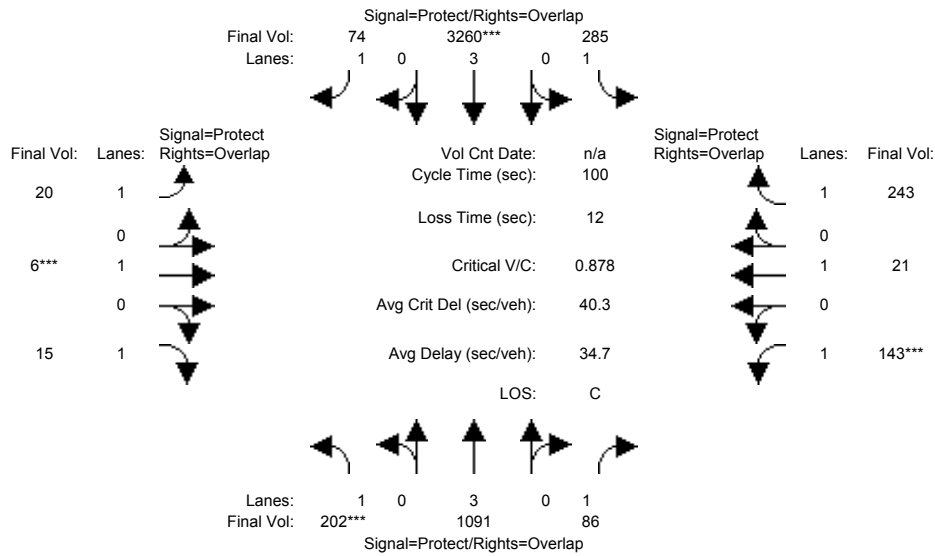 Signal=Protect/Rights=Overlap
Final Vol: 74 3260*** 285
Lanes: 1 0 3 0 1
Signal=Protect Signal=Protect
Final Vol: Lanes: Rights=Overlap Vol Cnt Date: n/a Rights=Overlap Lanes: Final Vol:
Cycle Time (sec): 100
20 1 1 243
Loss Time (sec): 12
0 0
6*** 1 Critical V/C: 0.878 1 21
0 Avg Crit Del (sec/veh): 40.3 0
15 1 Avg Delay (sec/veh): 34.7 1 143***
LOS: C
Lanes: 1 0 3 0 1
Final Vol: 202*** 1091 86
Signal=Protect/Rights=Overlap